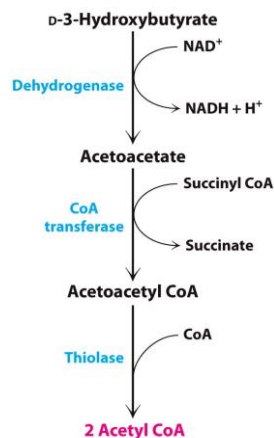 D-3-Hydroxybutyrate
NAD⁺
Dehydrogenase
NADH + H⁺
Acetoacetate
Succinyl CoA
CoA
transferase
Succinate
Acetoacetyl CoA
CoA
Thiolase
2 Acetyl CoA